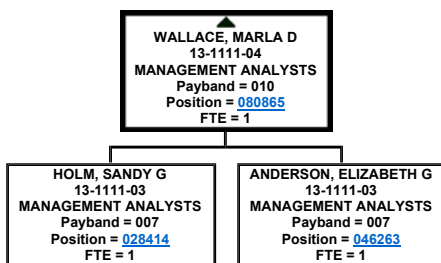 WALLACE, MARLA D
13-1111-04
MANAGEMENT ANALYSTS
Payband = 010
Position = 080865
FTE = 1
HOLM, SANDY G
13-1111-03
MANAGEMENT ANALYSTS
Payband = 007
Position = 028414
FTE = 1
ANDERSON, ELIZABETH G
13-1111-03
MANAGEMENT ANALYSTS
Payband = 007
Position = 046263
FTE = 1